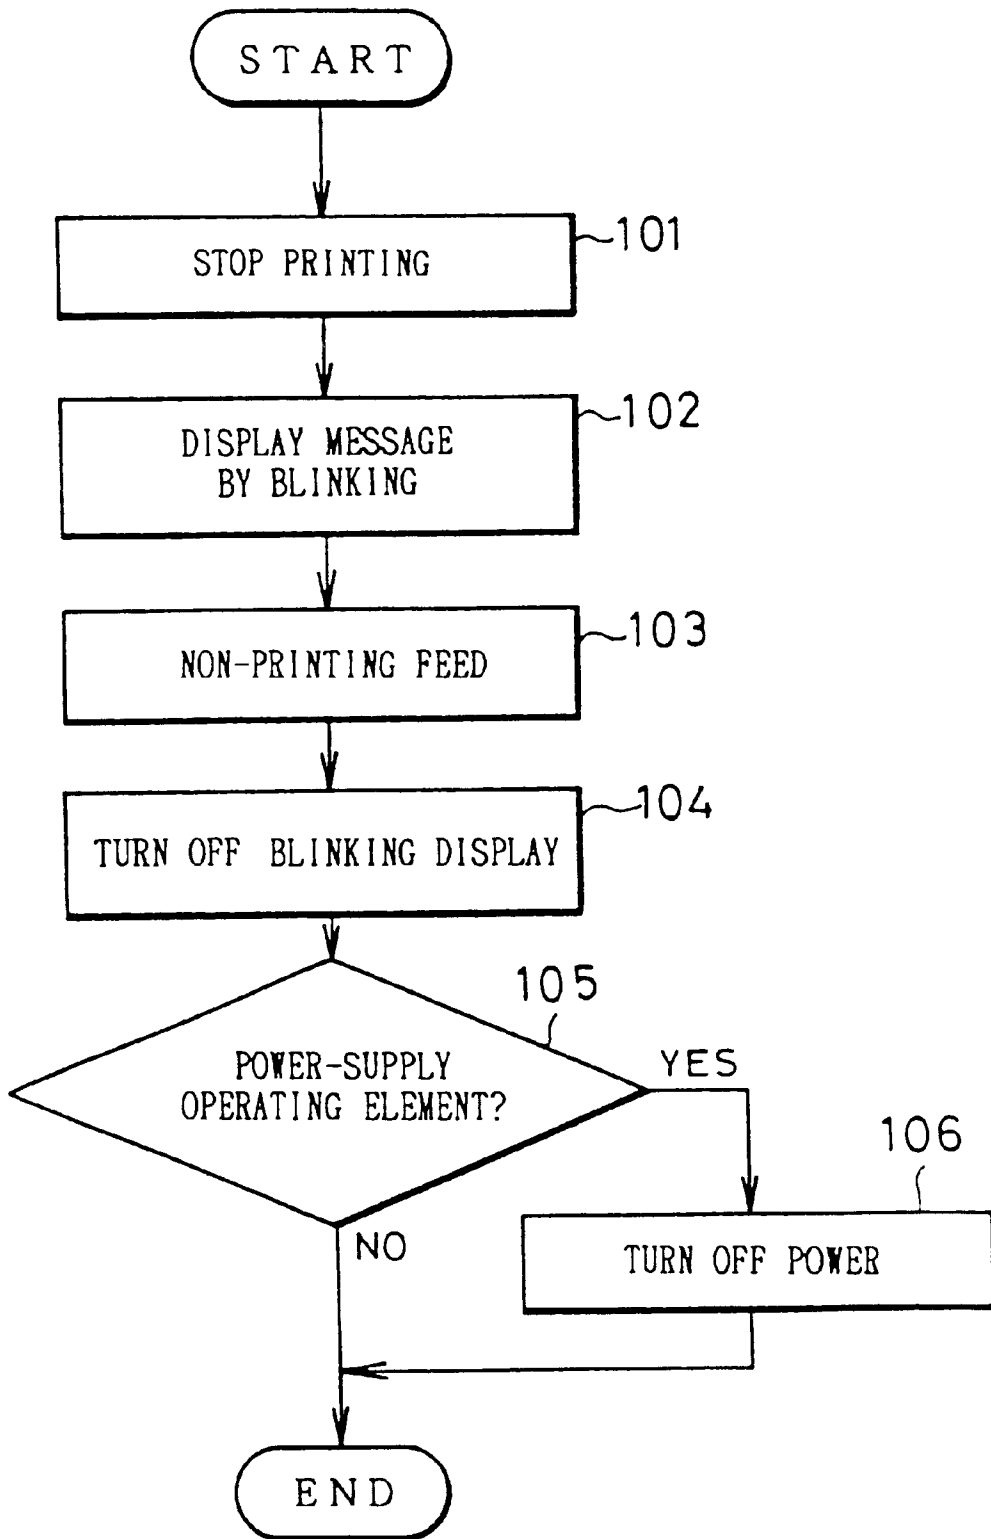 START
STOP PRINTING
101
DISPLAY MESSAGE
BY BLINKING
102
NON-PRINTING FEED
103
TURN OFF BLINKING DISPLAY
104
105
POWER-SUPPLY
OPERATING ELEMENT?
YES
NO
106
TURN OFF POWER
END